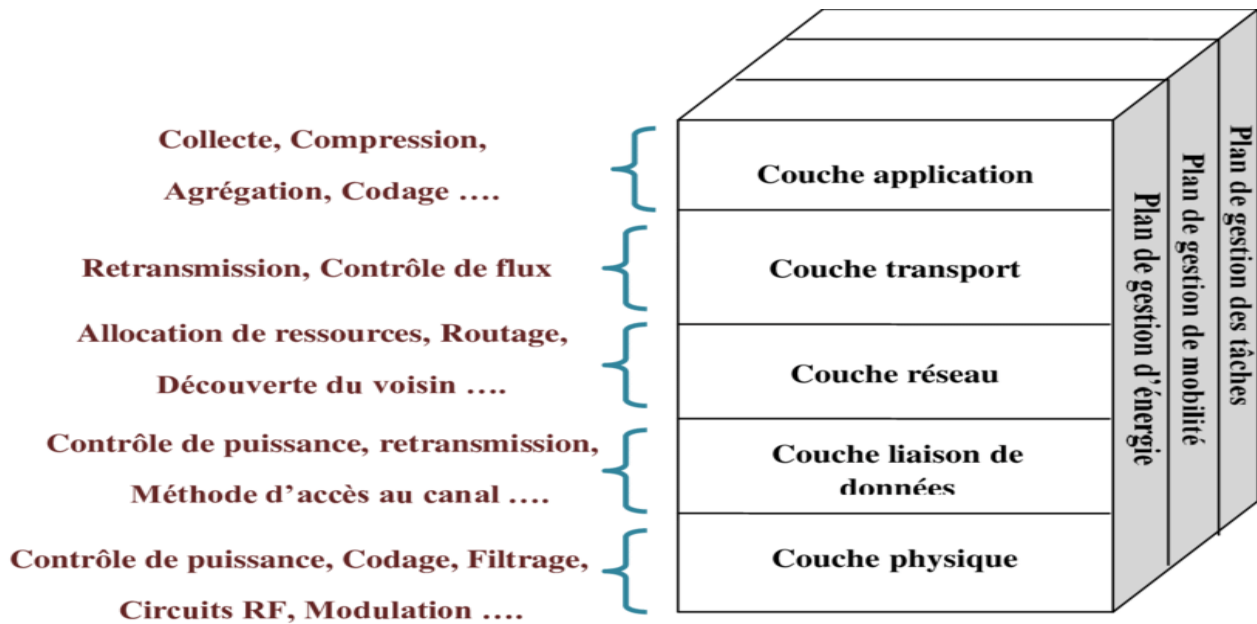 Collecte, Compression,
Agrégation, Codage ….
Couche application
Retransmission, Contrôle de flux
Couche transport
Allocation de ressources, Routage,
Découverte du voisin ….
Couche réseau
Contrôle de puissance, retransmission,
Méthode d’accès au canal ….
Couche liaison de
données
Contrôle de puissance, Codage, Filtrage,
Circuits RF, Modulation ….
Couche physique
Plan de gestion d’énergie
Plan de gestion de mobilité
Plan de gestion des tâches